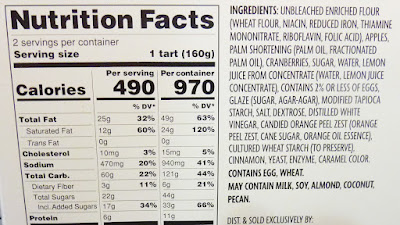 Nutrition Facts
2 servings per container
Serving size 1 tart (160g)
Per serving Per container
Calories 490 970
% DV* % DV*
Total Fat 25g 32% 49g 63%
Saturated Fat 12g 60% 24g 120%
Trans Fat 0g 0g
Cholesterol 10mg 3% 15mg 5%
Sodium 470mg 20% 940mg 41%
Total Carb. 60g 22% 121g 44%
Dietary Fiber 3g 11% 6g 21%
Total Sugars 22g 44g
Incl. Added Sugars 17g 34% 33g 66%
Protein 6g 11g
INGREDIENTS: UNBLEACHED ENRICHED FLOUR
(WHEAT FLOUR, NIACIN, REDUCED IRON, THIAMINE
MONONITRATE, RIBOFLAVIN, FOLIC ACID), APPLES,
PALM SHORTENING (PALM OIL, FRACTIONATED
PALM OIL), CRANBERRIES, SUGAR, WATER, LEMON
JUICE FROM CONCENTRATE (WATER, LEMON JUICE
CONCENTRATE), CONTAINS 2% OR LESS OF EGGS,
GLAZE (SUGAR, AGAR-AGAR), MODIFIED TAPIOCA
STARCH, SALT, DEXTROSE, DISTILLED WHITE
VINEGAR, CANDIED ORANGE PEEL ZEST (ORANGE
PEEL ZEST, CANE SUGAR, ORANGE OIL ESSENCE),
CULTURED WHEAT STARCH (TO PRESERVE),
CINNAMON, YEAST, ENZYME, CARAMEL COLOR.
CONTAINS EGG, WHEAT.
MAY CONTAIN MILK, SOY, ALMOND, COCONUT,
PECAN.
DIST. & SOLD EXCLUSIVELY BY: